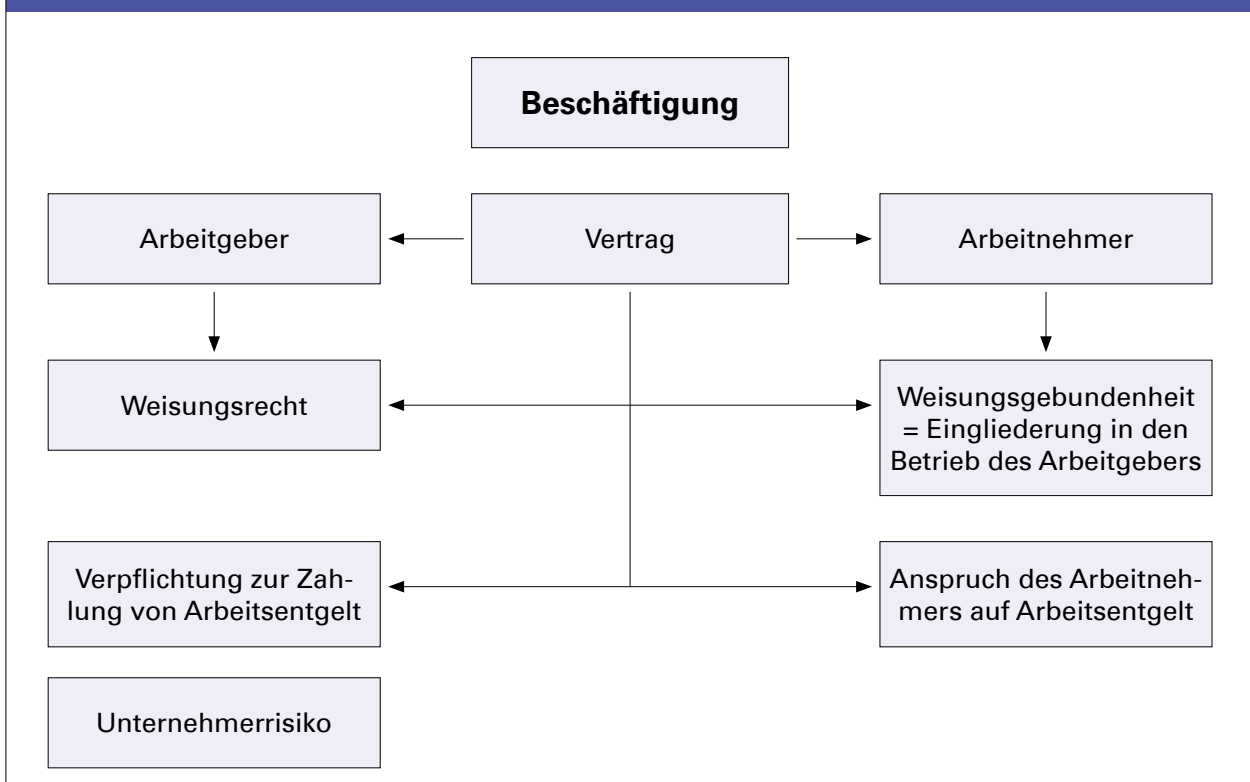 Beschäftigung
Arbeitgeber
Vertrag
Arbeitnehmer
Weisungsrecht
Weisungsgebundenheit
= Eingliederung in den
Betrieb des Arbeitgebers
Verpflichtung zur Zah-
lung von Arbeitsentgelt
Anspruch des Arbeitneh-
mers auf Arbeitsentgelt
Unternehmerrisiko